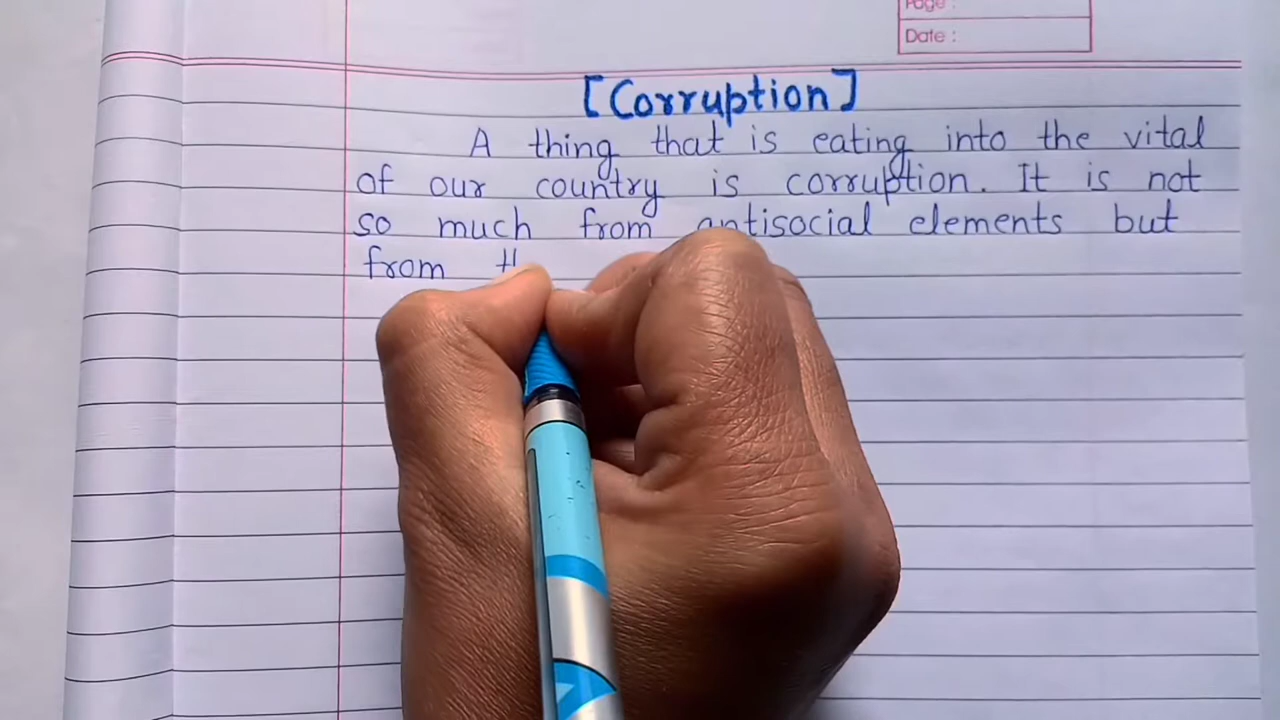 Page :
Date :
[Corruption]
A thing that is eating into the vital
of our country is corruption. It is not
so much from antisocial elements but
from th